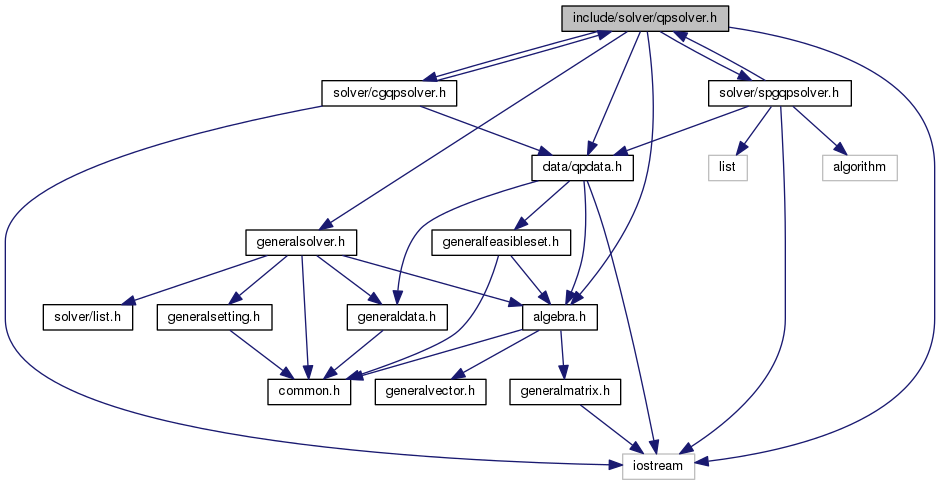 include/solver/qpsolver.h
solver/cgqpsolver.h
solver/spgqpsolver.h
data/qpdata.h
list
algorithm
generalsolver.h
generalfeasibleset.h
solver/list.h
generalsetting.h
generaldata.h
algebra.h
common.h
generalvector.h
generalmatrix.h
iostream